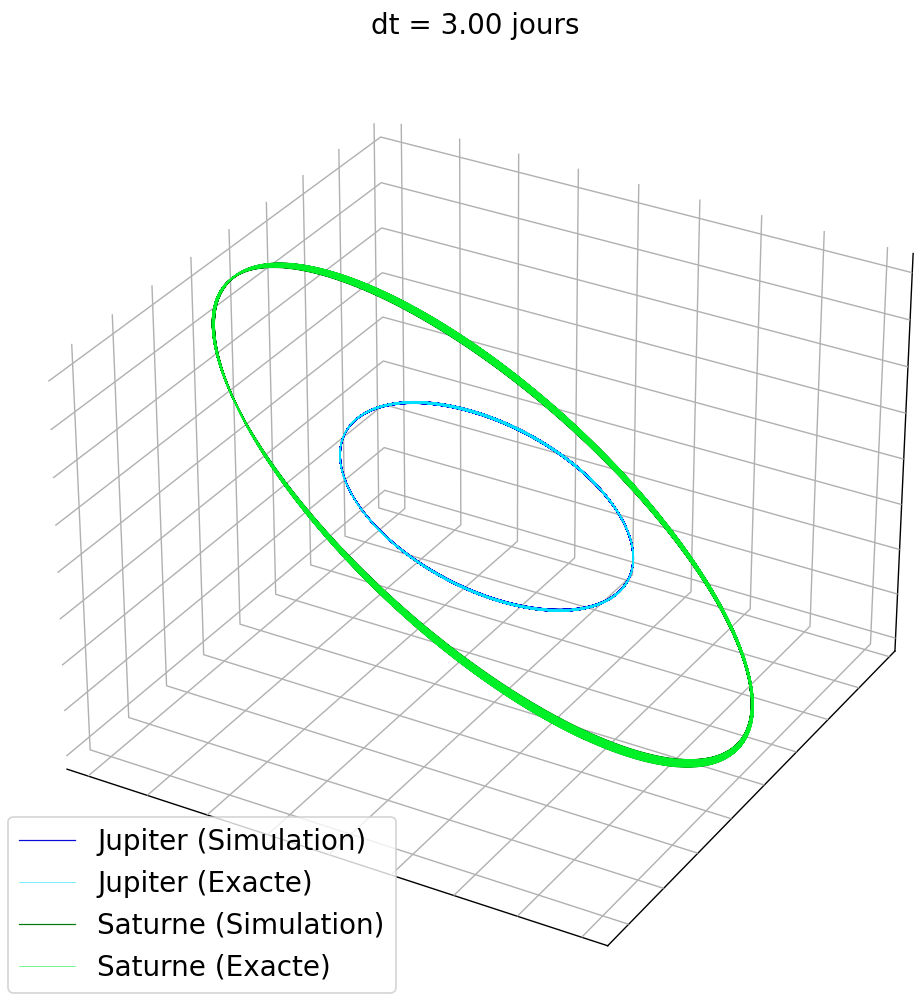 dt = 3.00 jours
Jupiter (Simulation)
Jupiter (Exacte)
Saturne (Simulation)
Saturne (Exacte)